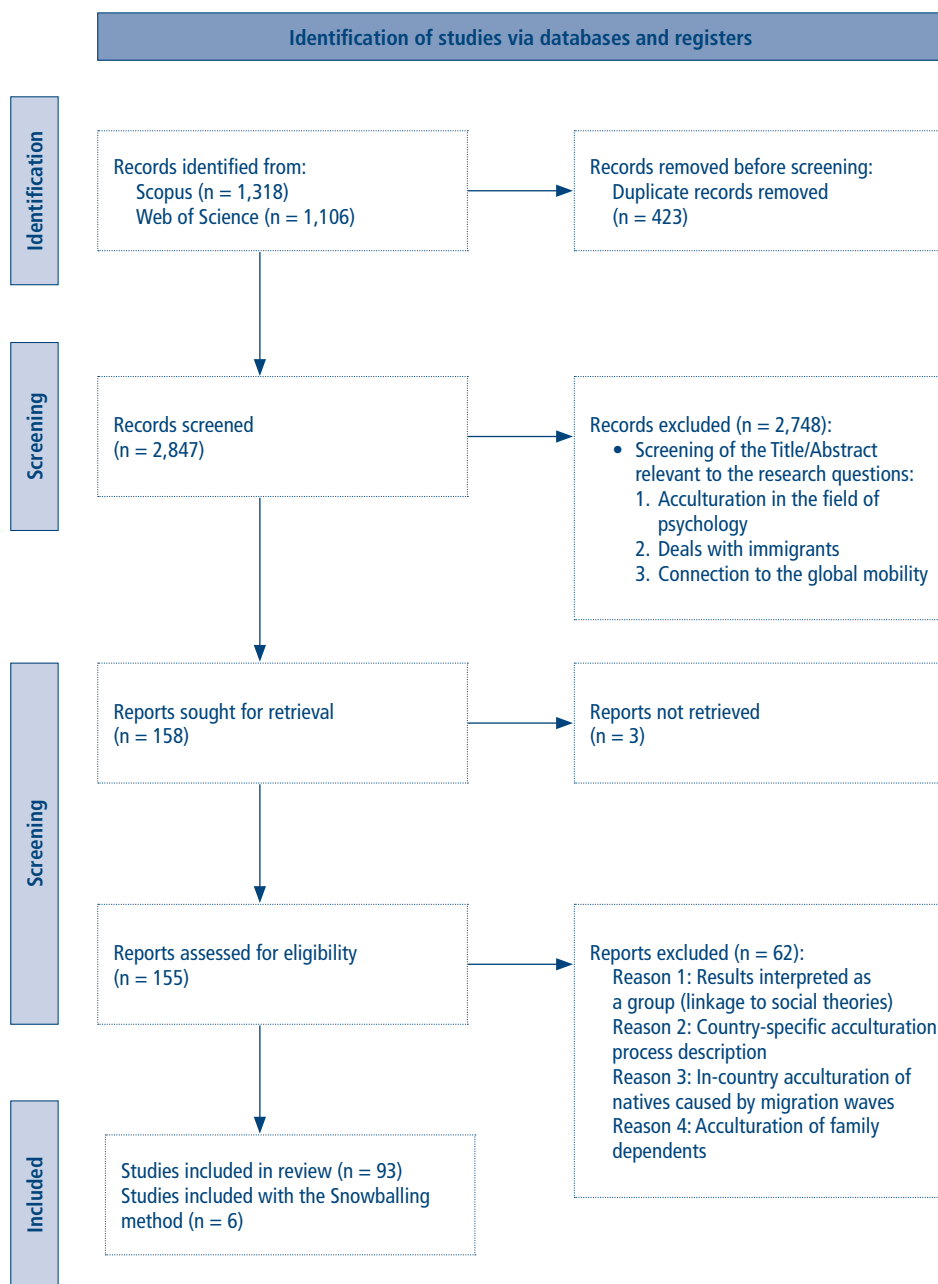 Identification of studies via databases and registers
Identification
Records identified from:
Scopus (n = 1,318)
Web of Science (n = 1,106)
Records removed before screening:
Duplicate records removed
(n = 423)
Screening
Records screened
(n = 2,847)
Records excluded (n = 2,748):
• Screening of the Title/Abstract
relevant to the research questions:
1. Acculturation in the field of
psychology
2. Deals with immigrants
3. Connection to the global mobility
Screening
Reports sought for retrieval
(n = 158)
Reports not retrieved
(n = 3)
Reports assessed for eligibility
(n = 155)
Reports excluded (n = 62):
Reason 1: Results interpreted as
a group (linkage to social theories)
Reason 2: Country-specific acculturation
process description
Reason 3: In-country acculturation of
natives caused by migration waves
Reason 4: Acculturation of family
dependents
Included
Studies included in review (n = 93)
Studies included with the Snowballing
method (n = 6)